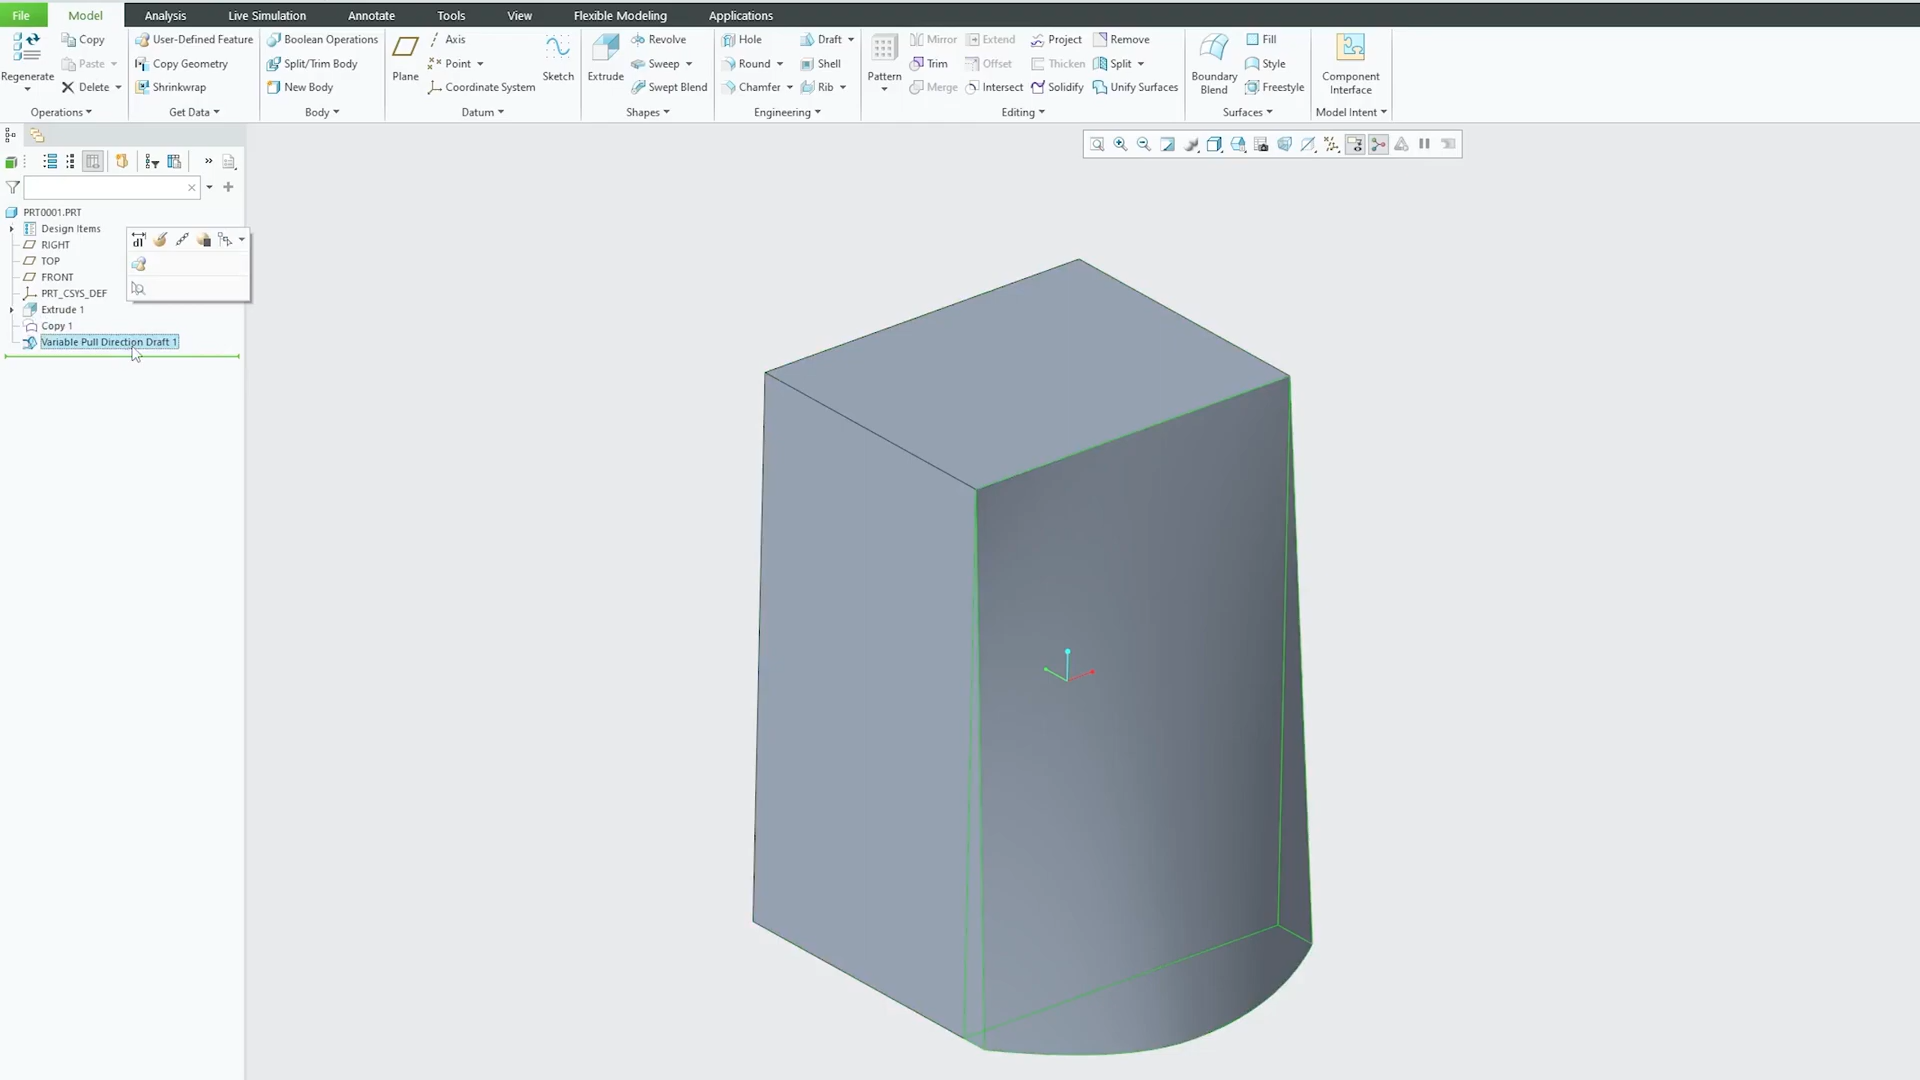 File Model Analysis Live Simulation Annotate Tools View Flexible Modeling Applications
Regenerate Copy Paste Delete Operations
User-Defined Feature Copy Geometry Shrinkwrap Get Data
Boolean Operations Split/Trim Body New Body Body
Plane Axis Point Coordinate System Sketch Datum
Extrude Revolve Sweep Swept Blend Shapes
Hole Round Chamfer Draft Shell Rib Engineering
Pattern Mirror Trim Merge Extend Offset Intersect Project Thicken Solidify Remove Split Unify Surfaces Editing
Boundary Blend Fill Style Freestyle Surfaces
Component Interface Model Intent
PRT0001.PRT
Design Items
RIGHT
TOP
FRONT
PRT_CSYS_DEF
Extrude 1
Copy 1
Variable Pull Direction Draft 1